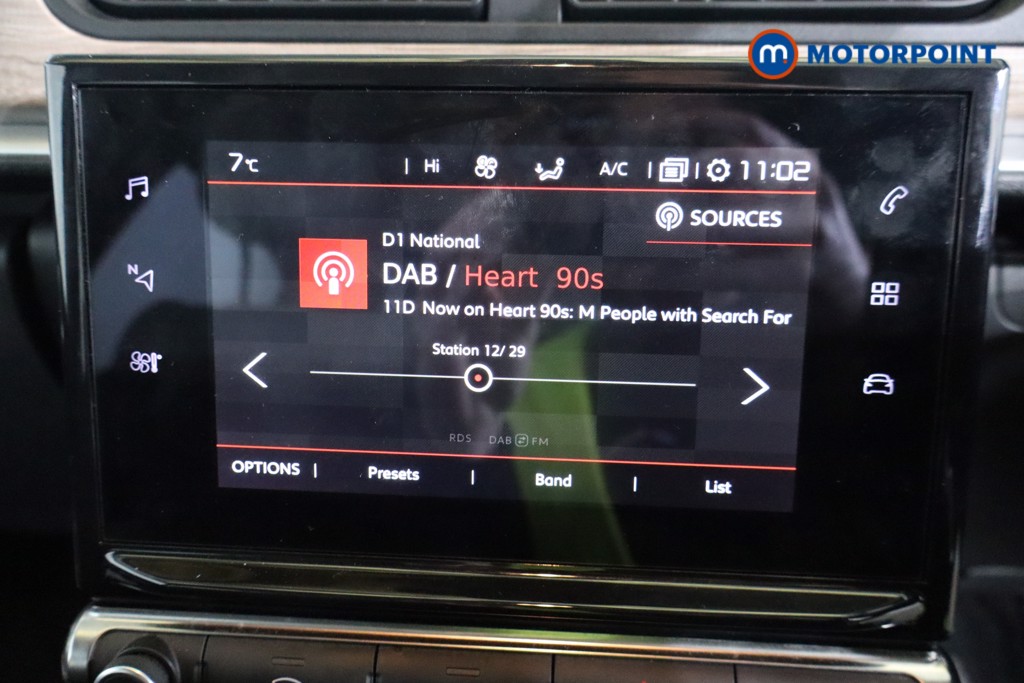 m MOTORPOINT
7°C | Hi A/C | | 11:02
SOURCES
D1 National
DAB / Heart 90s
11D Now on Heart 90s: M People with Search For
Station 12/ 29
RDS DAB FM
OPTIONS | Presets | Band | List
N